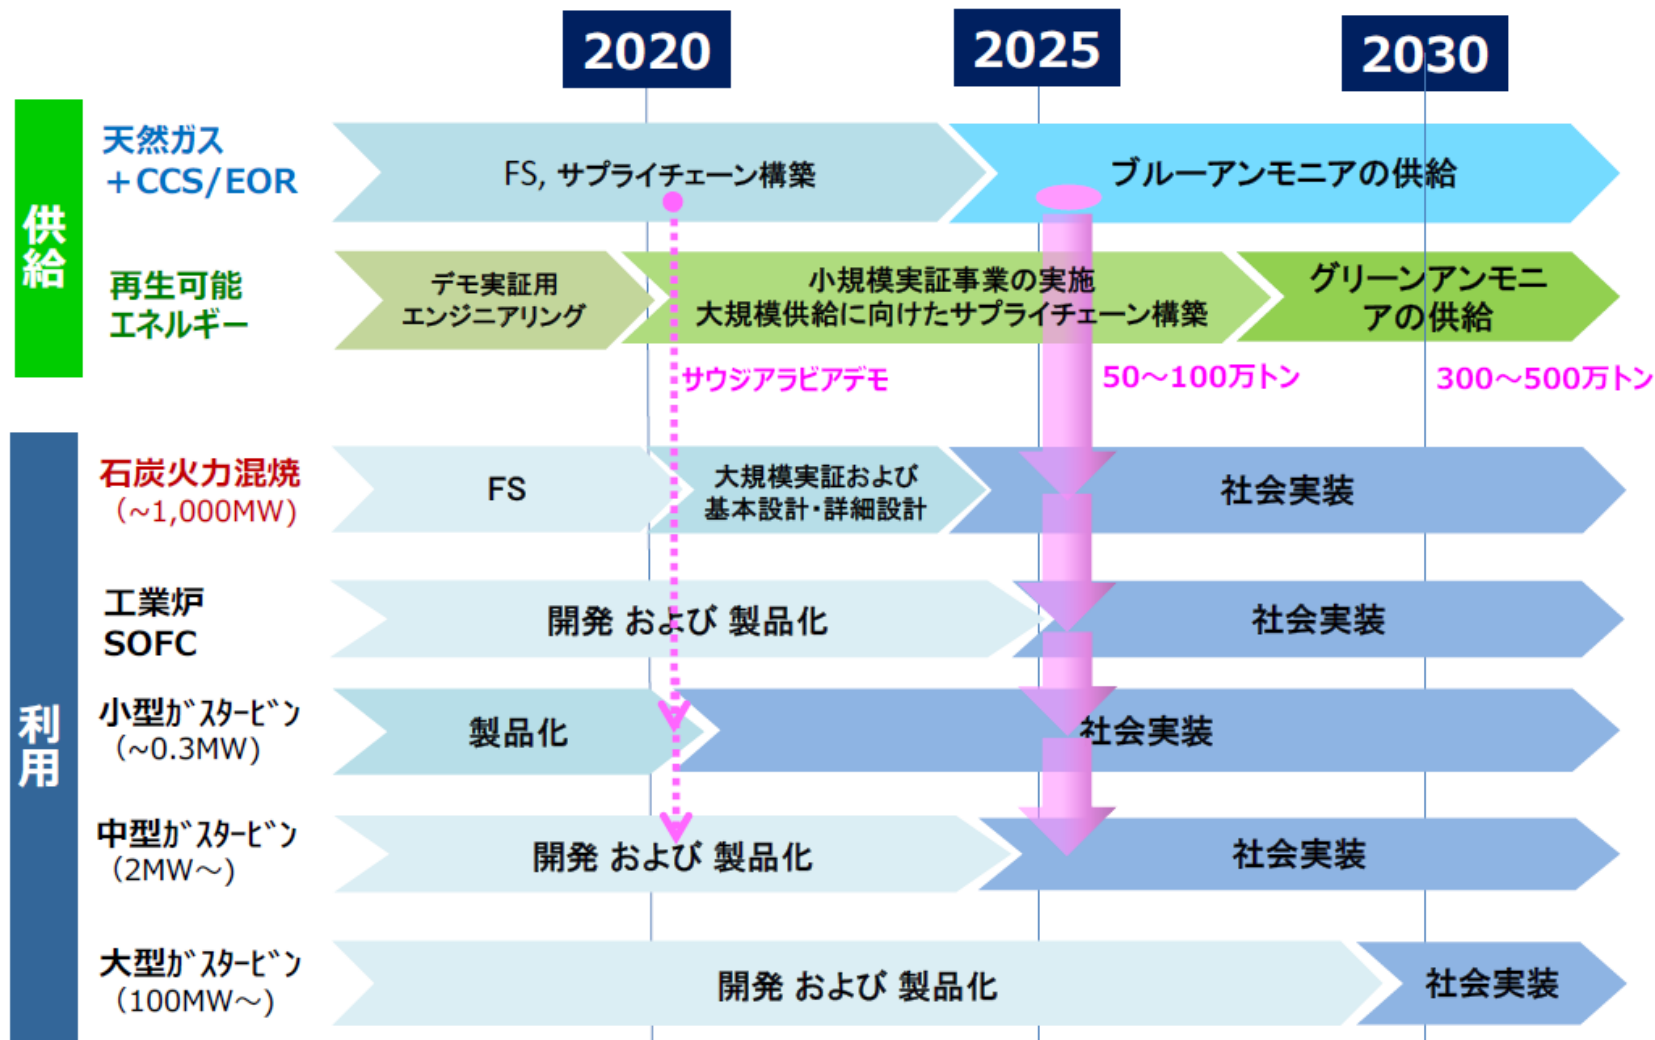 2020
2025
2030
供給
天然ガス
＋CCS/EOR
FS, サプライチェーン構築
ブルーアンモニアの供給
再生可能
エネルギー
デモ実証用
エンジニアリング
小規模実証事業の実施
大規模供給に向けたサプライチェーン構築
グリーンアンモニ
アの供給
サウジアラビアデモ
50～100万トン
300～500万トン
利用
石炭火力混焼
（~1,000MW)
FS
大規模実証および
基本設計・詳細設計
社会実装
工業炉
SOFC
開発 および 製品化
社会実装
小型ｶﾞｽﾀｰﾋﾞﾝ
（~0.3MW)
製品化
社会実装
中型ｶﾞｽﾀｰﾋﾞﾝ
（2MW～)
開発 および 製品化
社会実装
大型ｶﾞｽﾀｰﾋﾞﾝ
（100MW～)
開発 および 製品化
社会実装